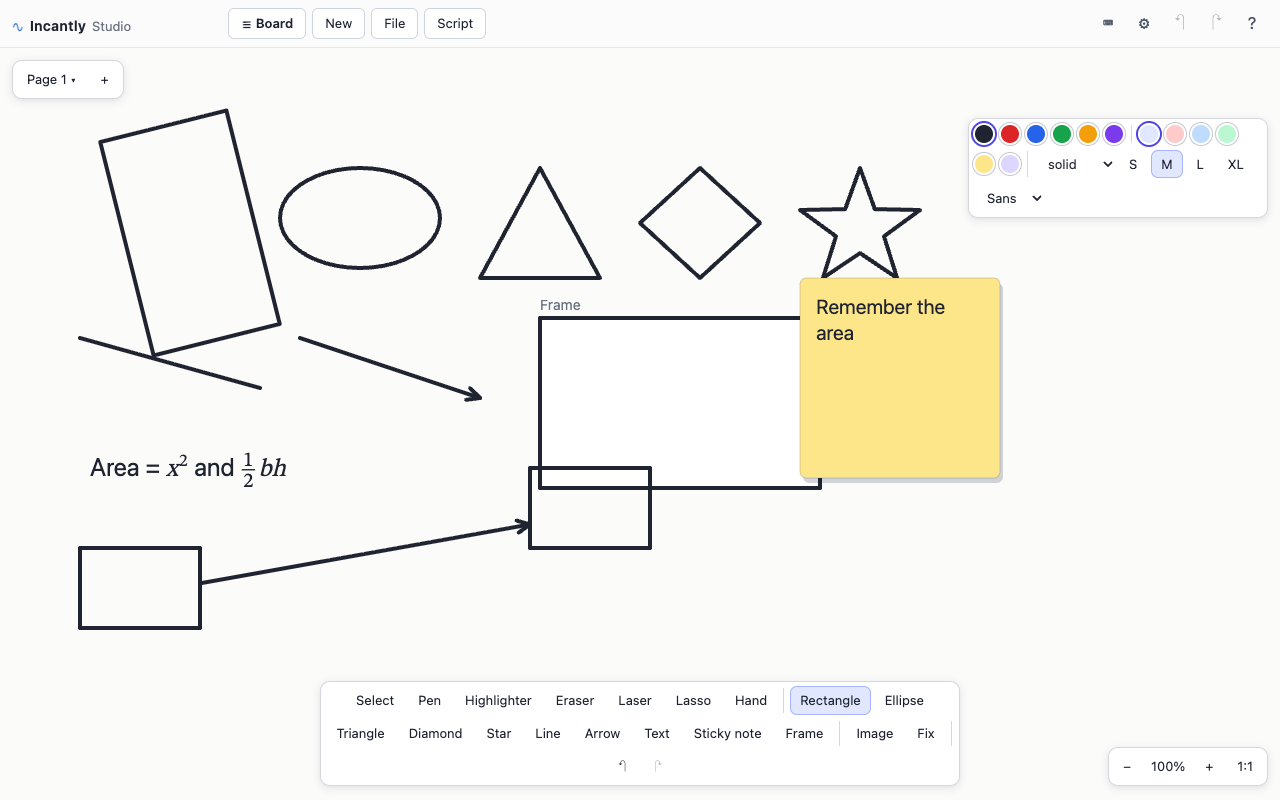 Incantly Studio
≡ Board New File Script
?
Page 1 ▾ +
solid S M L XL
Sans
Frame
Remember the
area
Area = x² and 1/2 bh
Select Pen Highlighter Eraser Laser Lasso Hand Rectangle Ellipse
Triangle Diamond Star Line Arrow Text Sticky note Frame Image Fix
− 100% + 1:1